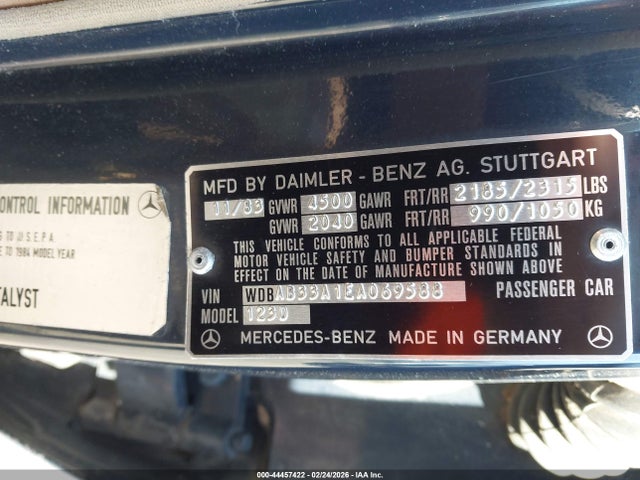 MFD BY DAIMLER - BENZ AG. STUTTGART
11/83 GVWR 4500 GAWR FRT/RR 2185/2315 LBS
GVWR 2040 GAWR FRT/RR 990/1050 KG
THIS VEHICLE CONFORMS TO ALL APPLICABLE FEDERAL
MOTOR VEHICLE SAFETY AND BUMPER STANDARDS IN
EFFECT ON THE DATE OF MANUFACTURE SHOWN ABOVE.
VIN WDBAB33A1EA069588 PASSENGER CAR
MODEL 123D
MERCEDES-BENZ MADE IN GERMANY
CONTROL INFORMATION
G TO U.S.E.P.A.
E TO 1984 MODEL YEAR
TALYST
000-44457422 - 02/24/2026 - IAAI, Inc.